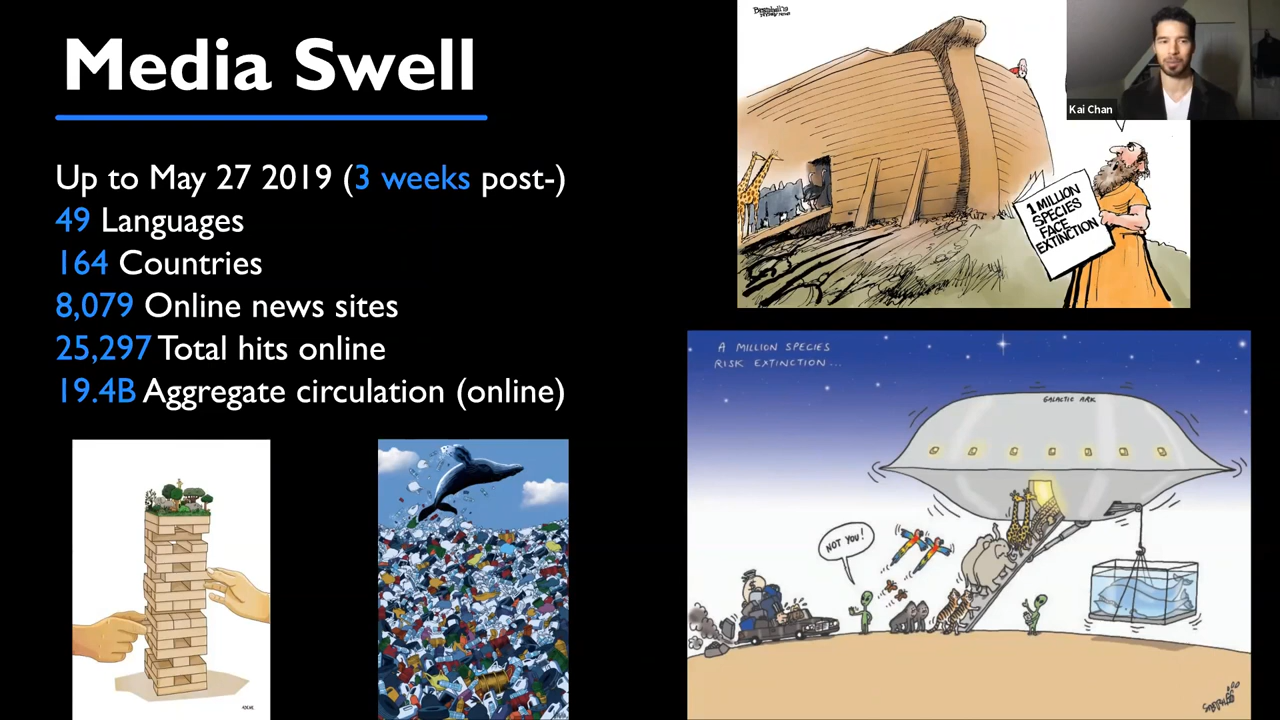 Media Swell
Up to May 27 2019 (3 weeks post-)
49 Languages
164 Countries
8,079 Online news sites
25,297 Total hits online
19.4B Aggregate circulation (online)
Kai Chan
1 MILLION
SPECIES
FACE
EXTINCTION
A MILLION SPECIES
RISK EXTINCTION...
GALACTIC ARK
NOT YOU!